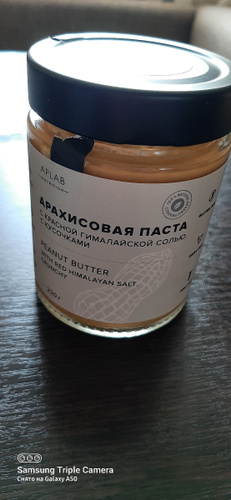 AFLAB
АРАХИСОВАЯ ПАСТА
С КРАСНОЙ ГИМАЛАЙСКОЙ СОЛЬЮ
С КУСОЧКАМИ
PEANUT BUTTER
WITH RED HIMALAYAN SALT
CRUNCHY
Samsung Triple Camera
Снято на Galaxy A50